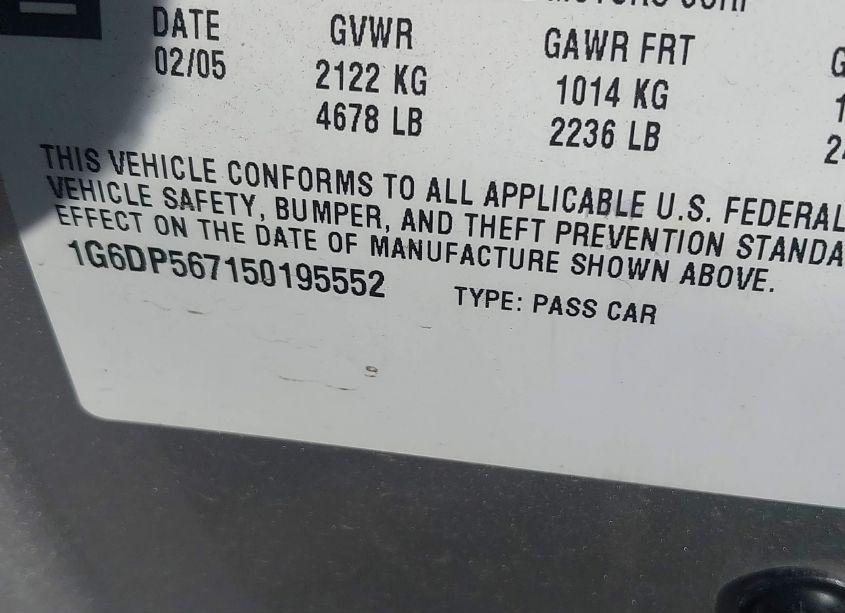 DATE GVWR GAWR FRT
02/05 2122 KG 1014 KG
4678 LB 2236 LB
THIS VEHICLE CONFORMS TO ALL APPLICABLE U.S. FEDERAL
VEHICLE SAFETY, BUMPER, AND THEFT PREVENTION STANDA
EFFECT ON THE DATE OF MANUFACTURE SHOWN ABOVE.
1G6DP567150195552 TYPE: PASS CAR